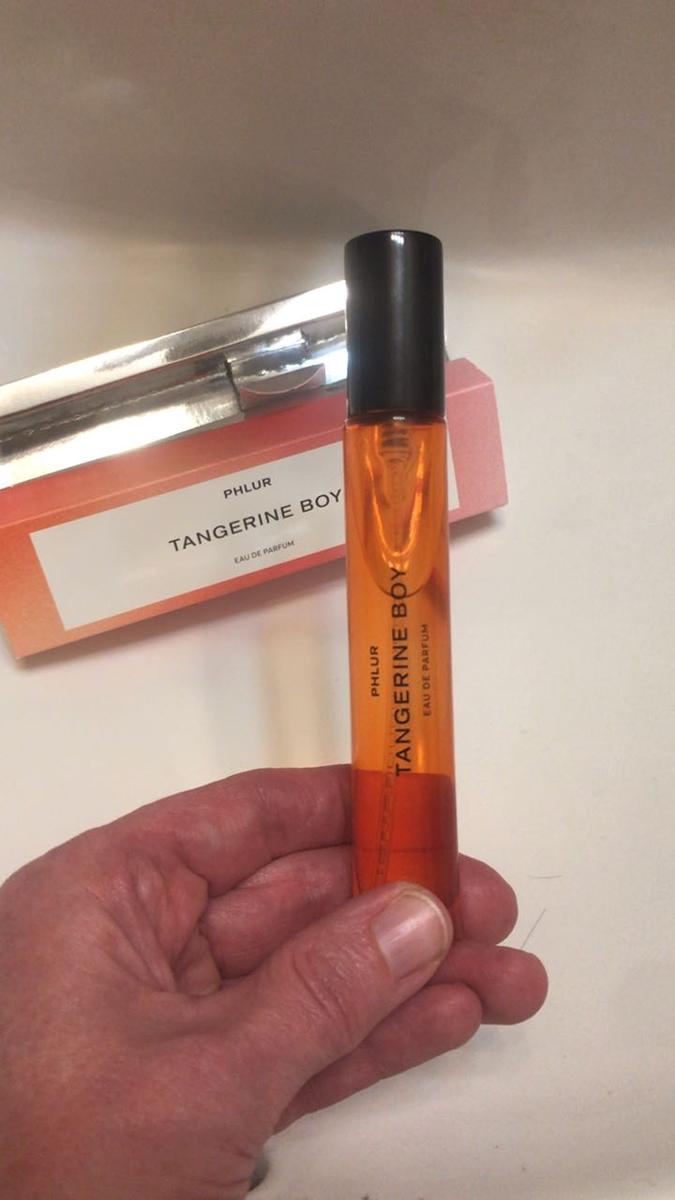 PHLUR
TANGERINE BOY
EAU DE PARFUM
PHLUR
TANGERINE BOY
EAU DE PARFUM